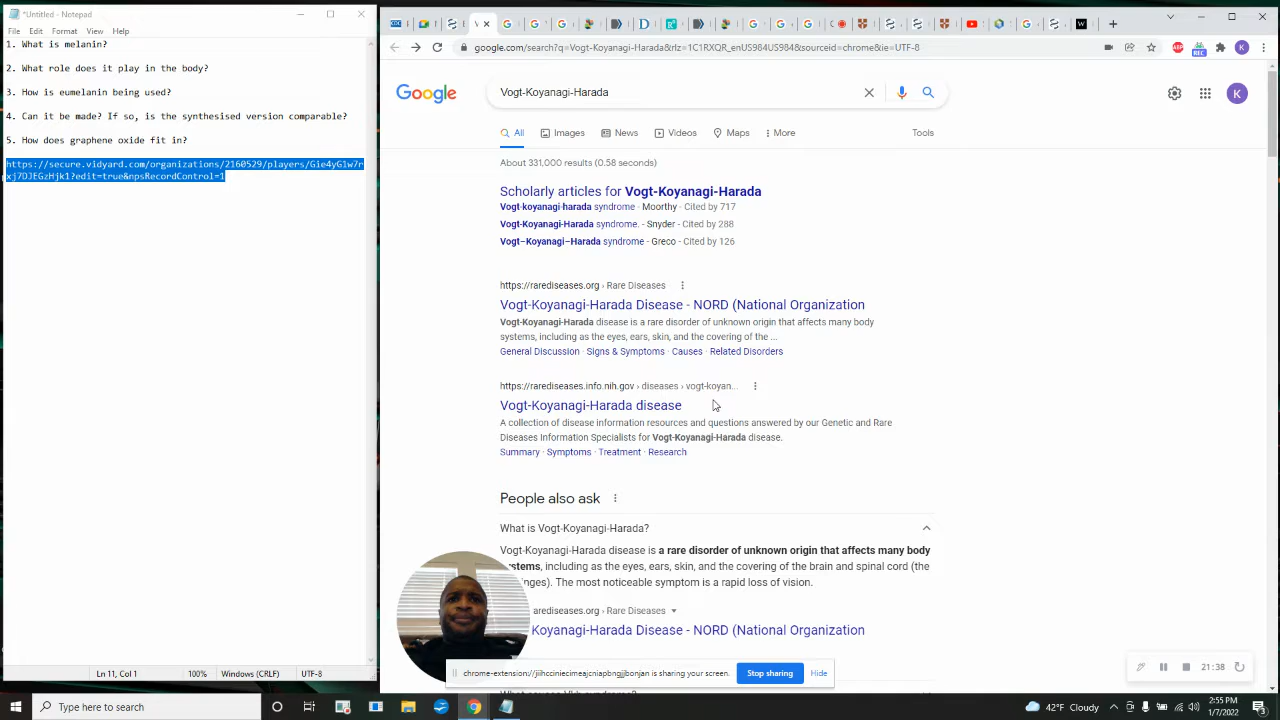 *Untitled - Notepad
File Edit Format View Help
1. What is melanin?
2. What role does it play in the body?
3. How is eumelanin being used?
4. Can it be made? If so, is the synthesised version comparable?
5. How does graphene oxide fit in?
https://secure.vidyard.com/organizations/2160529/players/Gie4yG1w7r
xj7DJEGzHjk1?edit=true&npsRecordControl=1
Ln 11, Col 1 100% Windows (CRLF) UTF-8
google.com/search?q=Vogt-Koyanagi-Harada&rlz=1C1RXQR_enUS984US984&sourceid=chrome&ie=UTF-8
REC
K
Google
Vogt-Koyanagi-Harada
K
All Images News Videos Maps More Tools
About 331,000 results (0.58 seconds)
Scholarly articles for Vogt-Koyanagi-Harada
Vogt-koyanagi-harada syndrome - Moorthy - Cited by 717
Vogt-Koyanagi-Harada syndrome. - Snyder - Cited by 288
Vogt–Koyanagi–Harada syndrome - Greco - Cited by 126
https://rarediseases.org › Rare Diseases
Vogt-Koyanagi-Harada Disease - NORD (National Organization
Vogt-Koyanagi-Harada disease is a rare disorder of unknown origin that affects many body
systems, including as the eyes, ears, skin, and the covering of the ...
General Discussion · Signs & Symptoms · Causes · Related Disorders
https://rarediseases.info.nih.gov › diseases › vogt-koyan...
Vogt-Koyanagi-Harada disease
A collection of disease information resources and questions answered by our Genetic and Rare
Diseases Information Specialists for Vogt-Koyanagi-Harada disease.
Summary · Symptoms · Treatment · Research
People also ask
What is Vogt-Koyanagi-Harada?
Vogt-Koyanagi-Harada disease is a rare disorder of unknown origin that affects many body
systems, including as the eyes, ears, skin, and the covering of the brain and spinal cord (the
meninges). The most noticeable symptom is a rapid loss of vision.
rarediseases.org › Rare Diseases
Koyanagi-Harada Disease - NORD (National Organization
chrome-extension://jiihcciniecimeajcniapbngjjbonjan is sharing your screen. Stop sharing Hide
21:38
Type here to search
42°F Cloudy
2:55 PM
1/7/2022